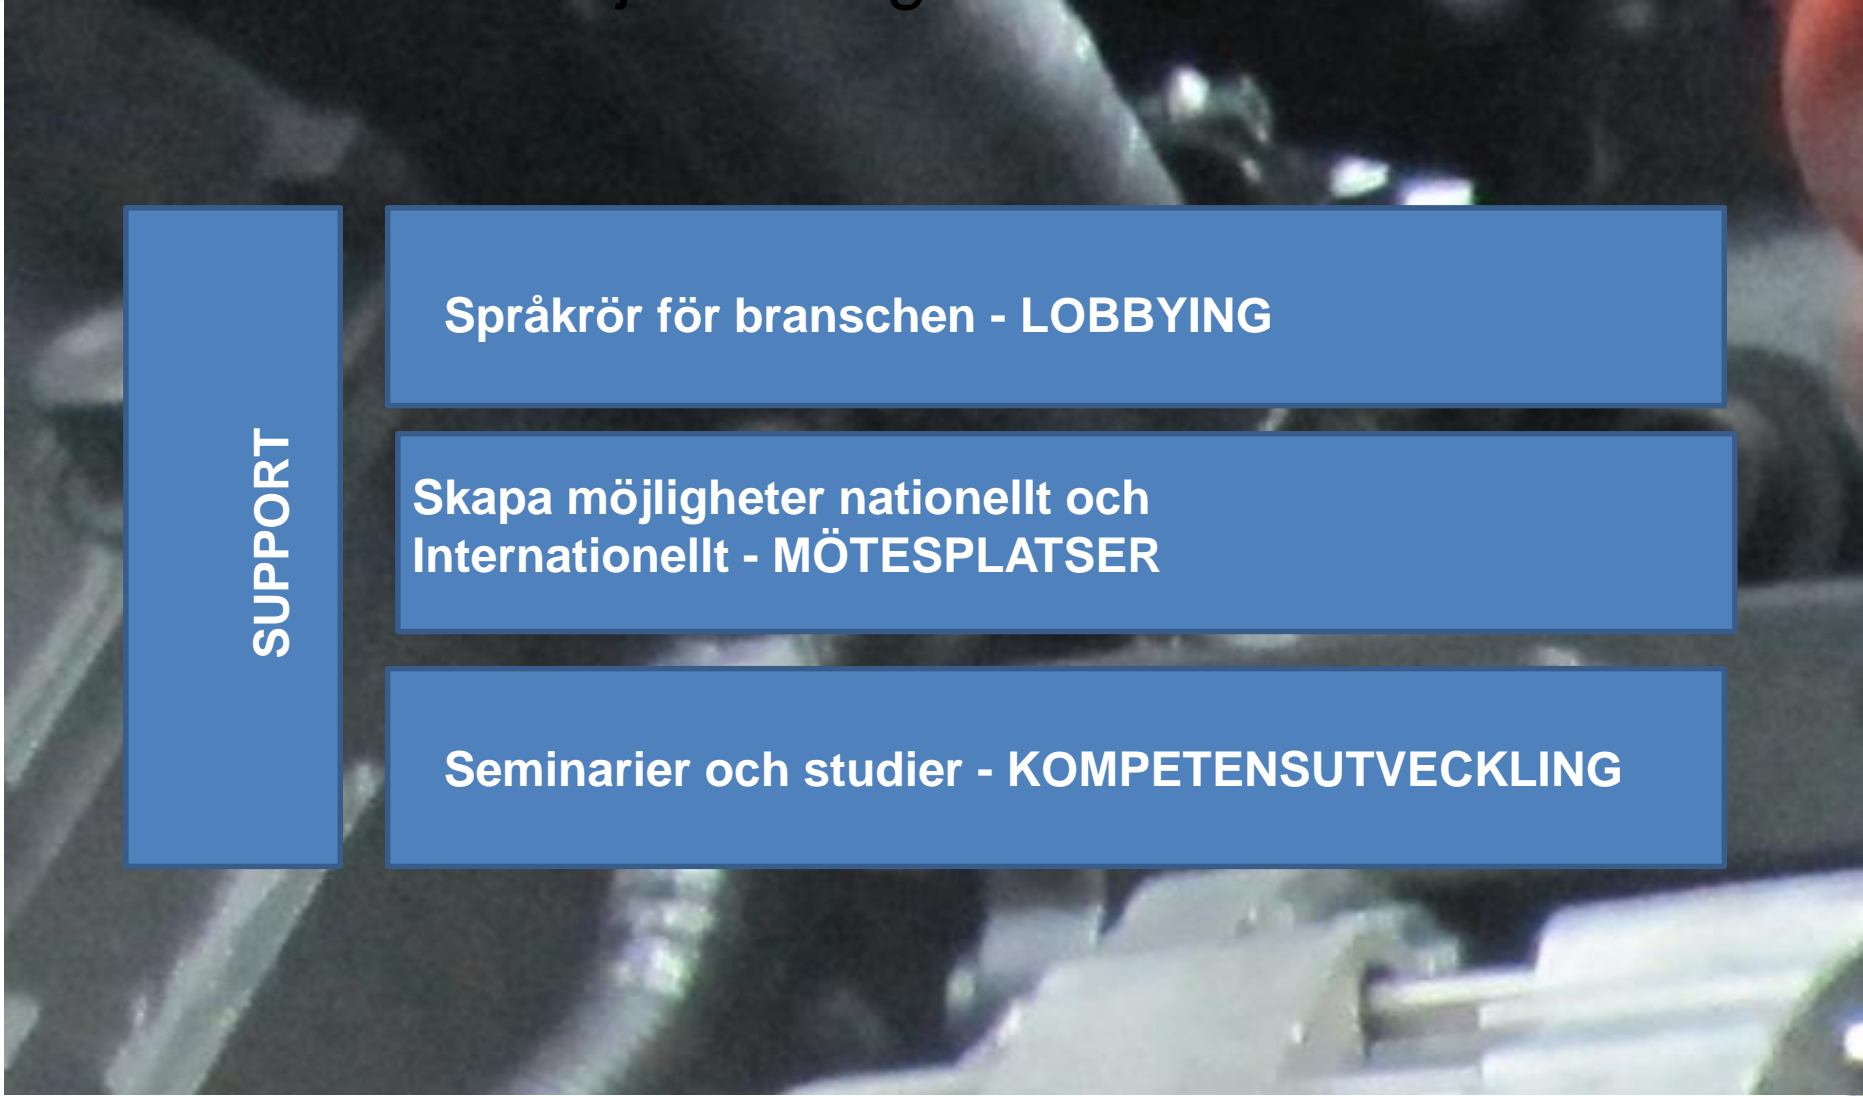 SUPPORT
Språkrör för branschen - LOBBYING
Skapa möjligheter nationellt och
Internationellt - MÖTESPLATSER
Seminarier och studier - KOMPETENSUTVECKLING